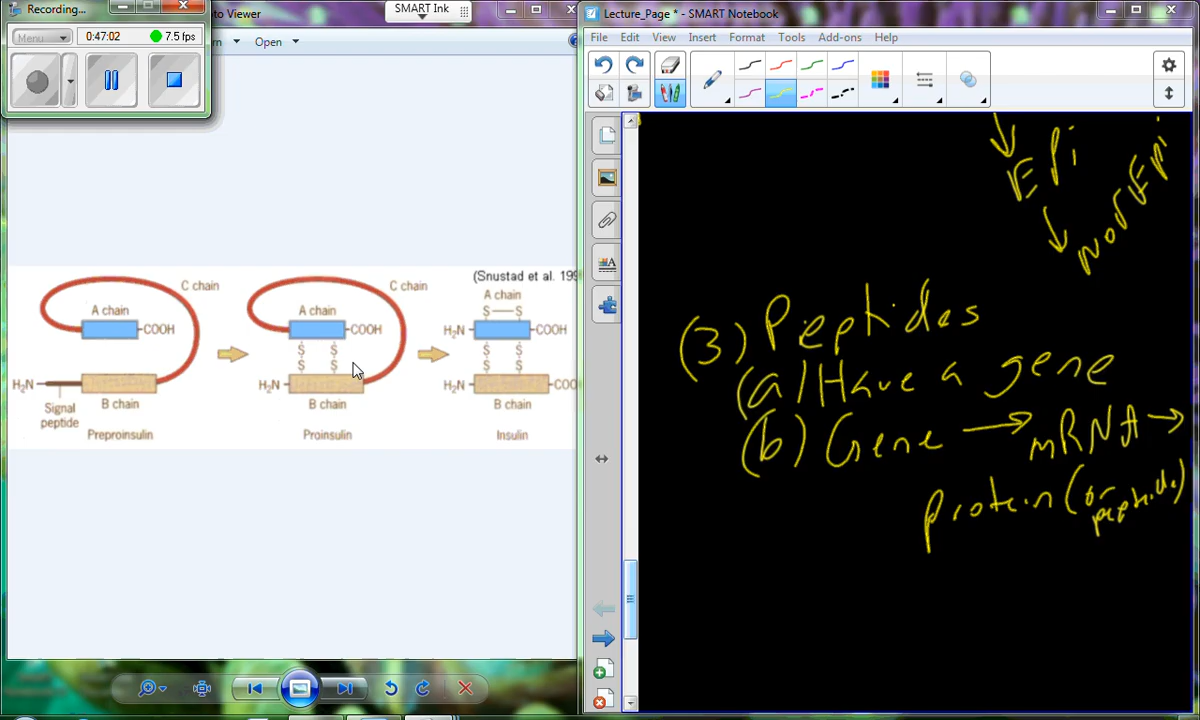 Recording...
Menu
0:47:02
7.5 fps
to Viewer
SMART Ink
Open
Lecture_Page * - SMART Notebook
File Edit View Insert Format Tools Add-ons Help
(Snustad et al. 199
C chain
A chain
COOH
H₂N
Signal
peptide
B chain
Preproinsulin
C chain
A chain
COOH
S S
S S
H₂N
B chain
Proinsulin
A chain
S S
H₂N
COOH
S S
S S
H₂N
COO
B chain
Insulin
↓
Epi
↓
NorEpi
(3) Peptides
(a) Have a gene
(b) Gene → mRNA →
protein (or
peptide)